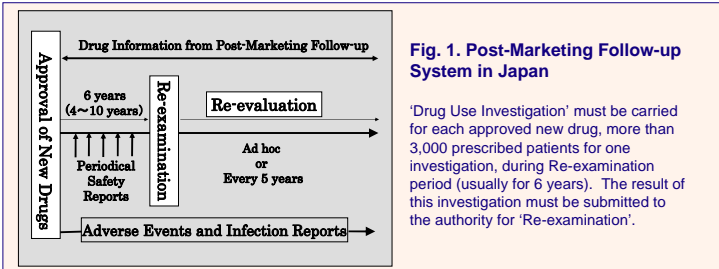 Drug Information from Post-Marketing Follow-up
Approval of New Drugs
6 years
(4～10 years)
Re-examination
Re-evaluation
Periodical
Safety
Reports
Ad hoc
or
Every 5 years
Adverse Events and Infection Reports
Fig. 1. Post-Marketing Follow-up
System in Japan
‘Drug Use Investigation’ must be carried
for each approved new drug, more than
3,000 prescribed patients for one
investigation, during Re-examination
period (usually for 6 years).  The result of
this investigation must be submitted to
the authority for ‘Re-examination’.